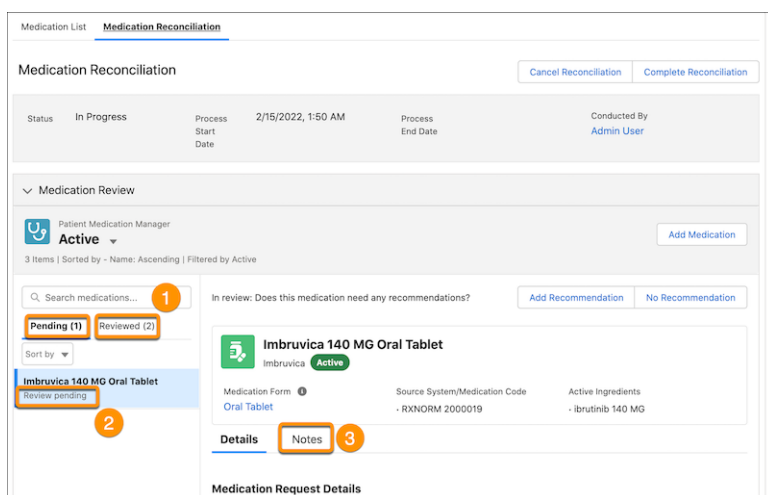 Medication List Medication Reconciliation
Medication Reconciliation
Cancel Reconciliation Complete Reconciliation
Status In Progress Process Start Date 2/15/2022, 1:50 AM Process End Date Conducted By Admin User
Medication Review
Patient Medication Manager
Active
Add Medication
3 Items | Sorted by - Name: Ascending | Filtered by Active
Search medications... 1
In review: Does this medication need any recommendations? Add Recommendation No Recommendation
Pending (1) Reviewed (2)
Sort by
Imbruvica 140 MG Oral Tablet
Review pending
2
Imbruvica 140 MG Oral Tablet
Imbruvica Active
Medication Form Source System/Medication Code Active Ingredients
Oral Tablet - RXNORM 2000019 - ibrutinib 140 MG
Details Notes 3
Medication Request Details